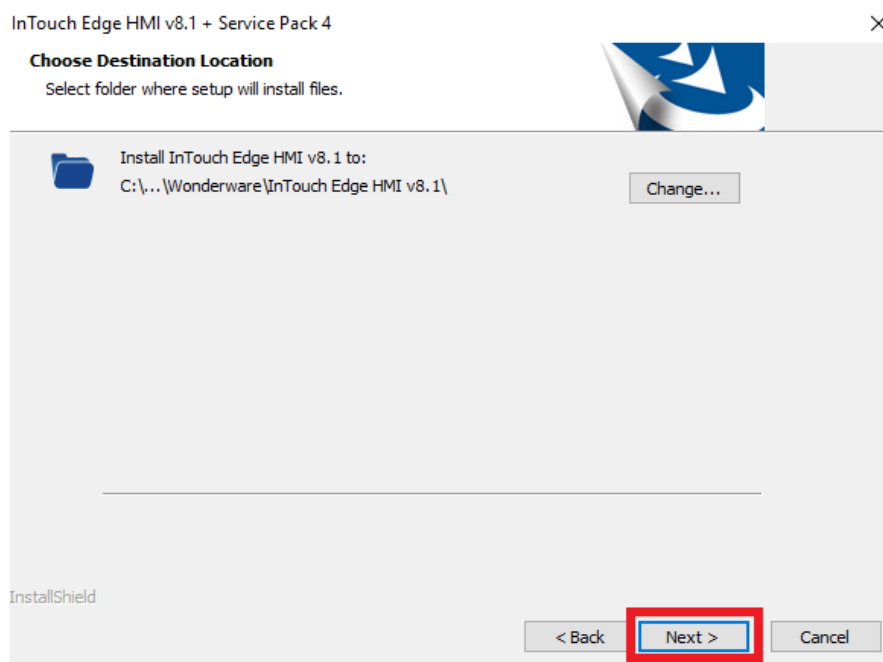 InTouch Edge HMI v8.1 + Service Pack 4
Choose Destination Location
Select folder where setup will install files.
Install InTouch Edge HMI v8.1 to:
C:\...\Wonderware\InTouch Edge HMI v8.1\
Change...
InstallShield
< Back
Next >
Cancel